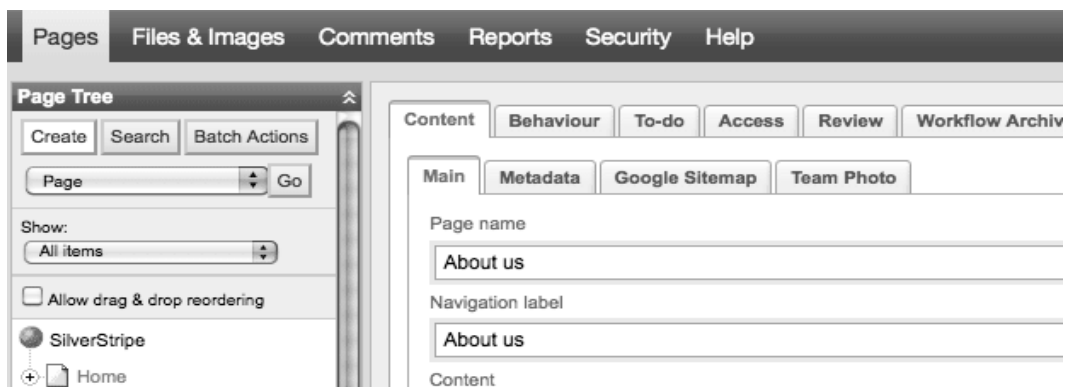 Pages Files & Images Comments Reports Security Help
Page Tree
Create Search Batch Actions
Page Go
Show:
All items
Allow drag & drop reordering
SilverStripe
Home
Content Behaviour To-do Access Review Workflow Archiv
Main Metadata Google Sitemap Team Photo
Page name
About us
Navigation label
About us
Content